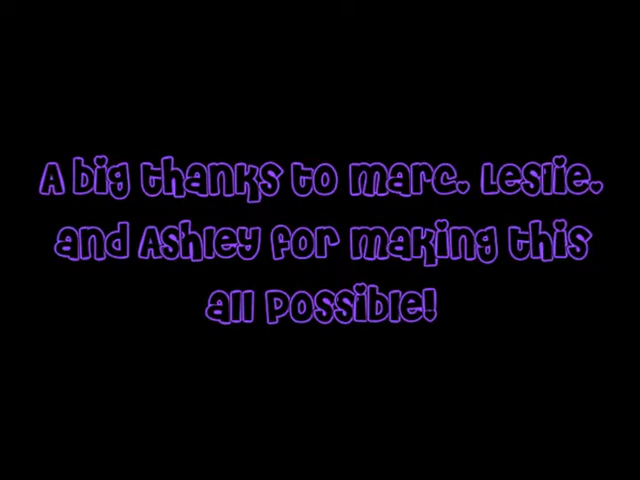 A big thanks to marc. Leslie.
and Ashley for making this
all possible!